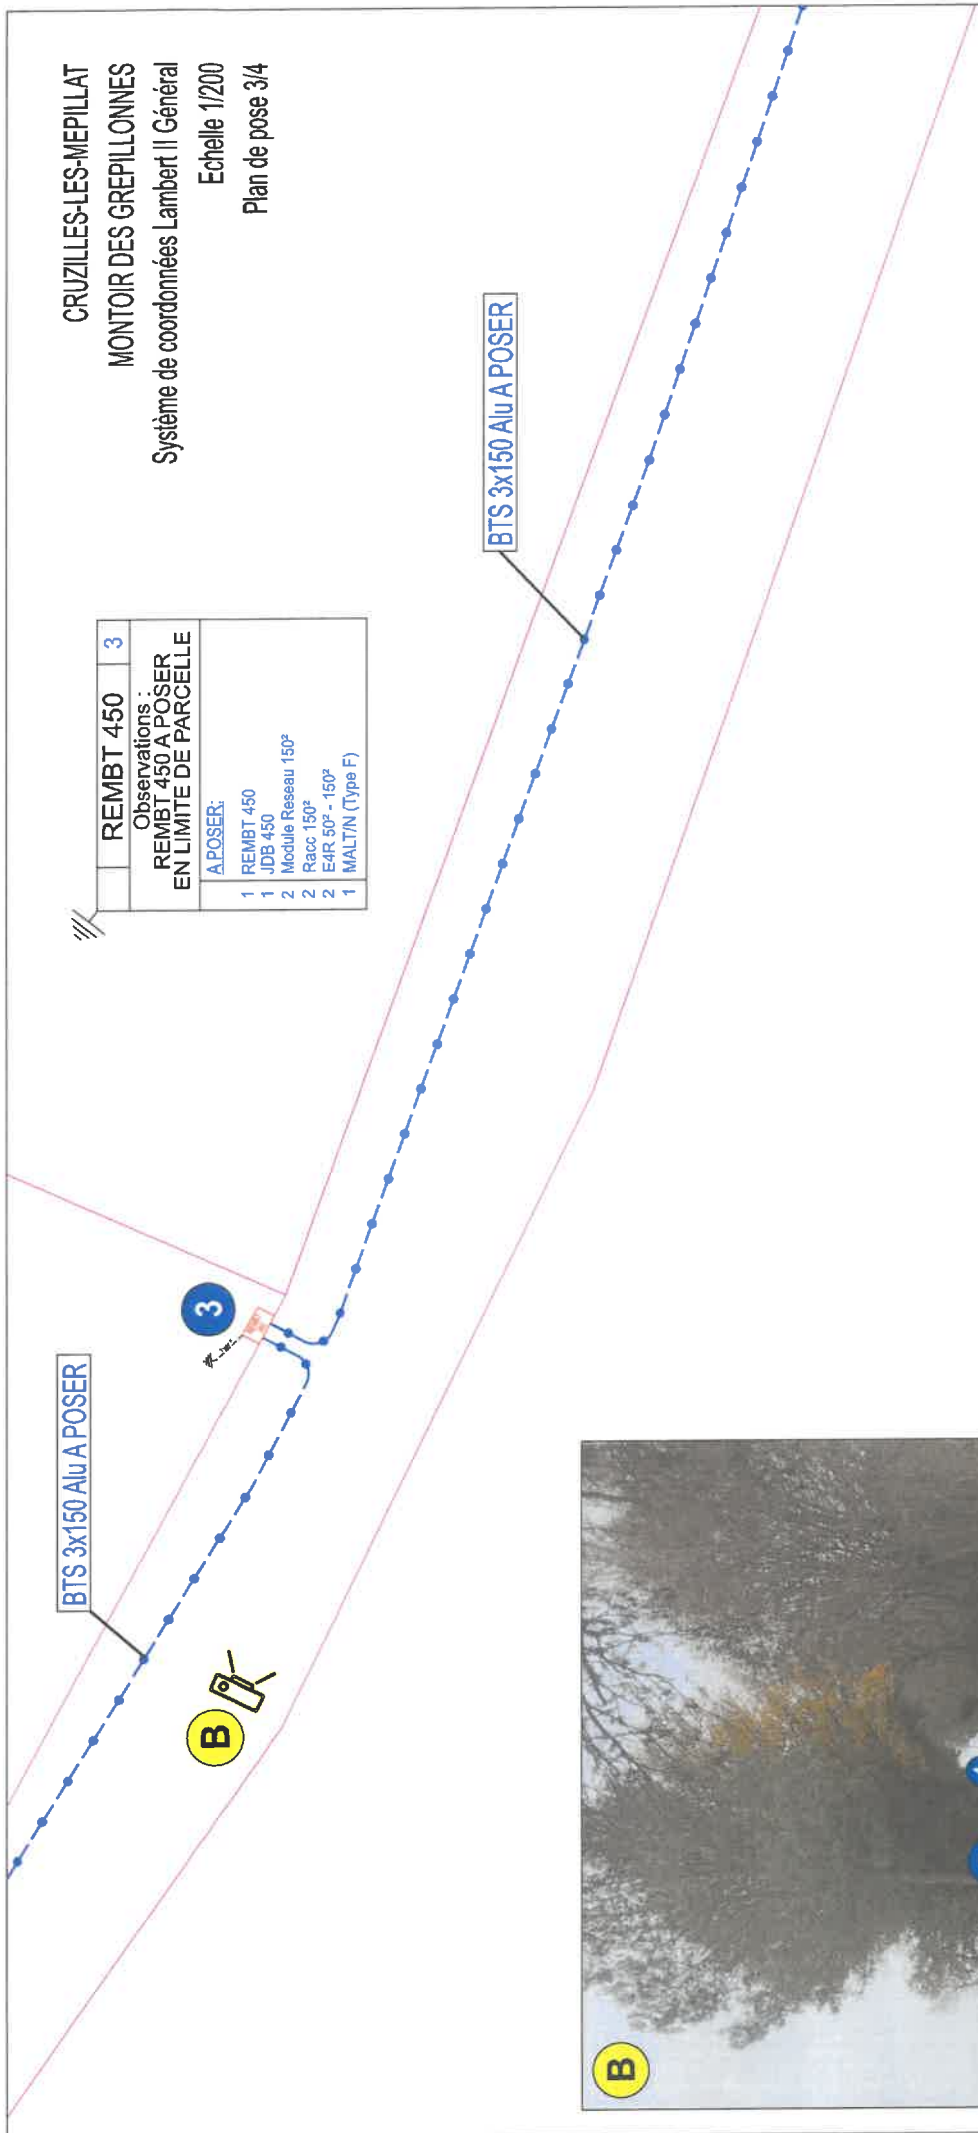 CRUZILLES-LES-MEPILLAT
MONTOIR DES GREPILLONNES
Système de coordonnées Lambert II Général
Echelle 1/200
Plan de pose 3/4
REMBT 450 3
Observations :
REMBT 450 A POSER
EN LIMITE DE PARCELLE
A POSER:
1 REMBT 450
1 JDB 450
2 Module Reseau 150²
2 Racc 150²
2 E4R 50² - 150²
1 MALT/N (Type F)
BTS 3x150 Alu A POSER
BTS 3x150 Alu A POSER
3
B
B